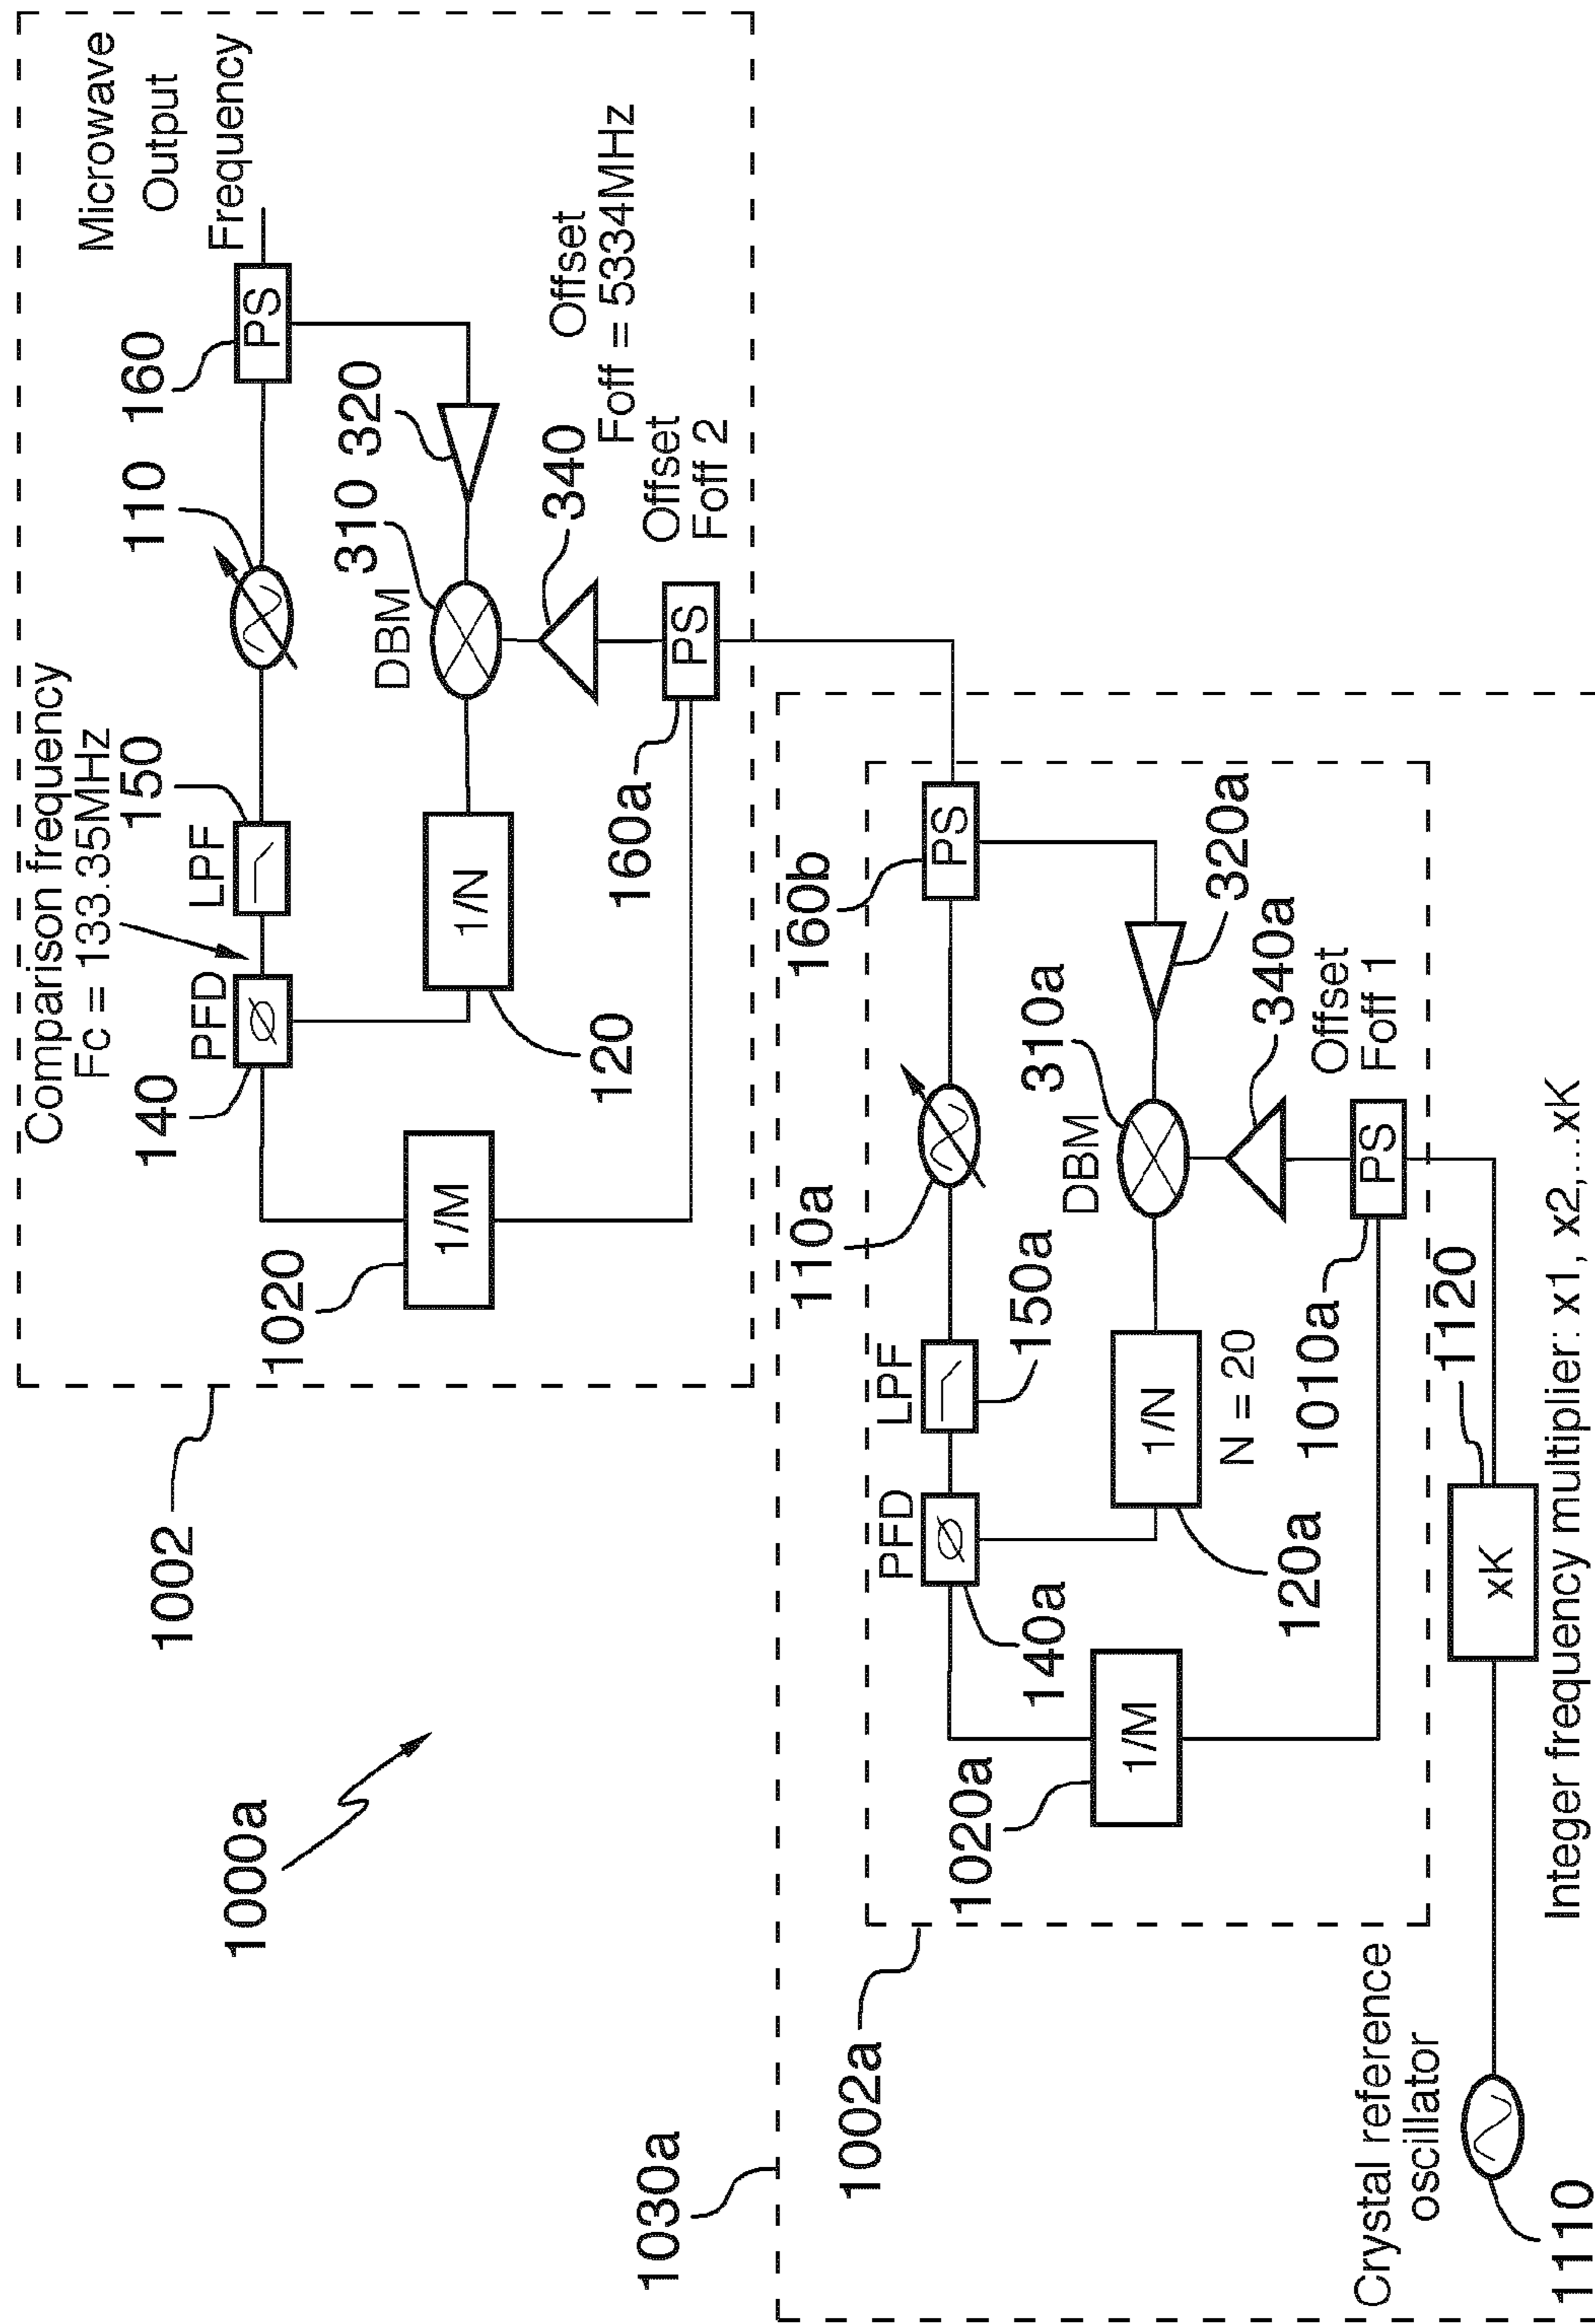 1000a
1002
Comparison frequency
Fc = 133.35MHz
140
PFD
Ø
LPF
150
110
160
PS
Microwave
Output
Frequency
1020
1/M
120
1/N
DBM
310
320
340
Offset
Foff = 5334MHz
Offset
Foff 2
160a
PS
1030a
1002a
1020a
1/M
140a
PFD
Ø
LPF
150a
110a
160b
PS
120a
1/N
N = 20
DBM
310a
320a
340a
Offset
Foff 1
1010a
PS
Crystal reference
oscillator
1110
xK
1120
Integer frequency multiplier: x1, x2,...xK